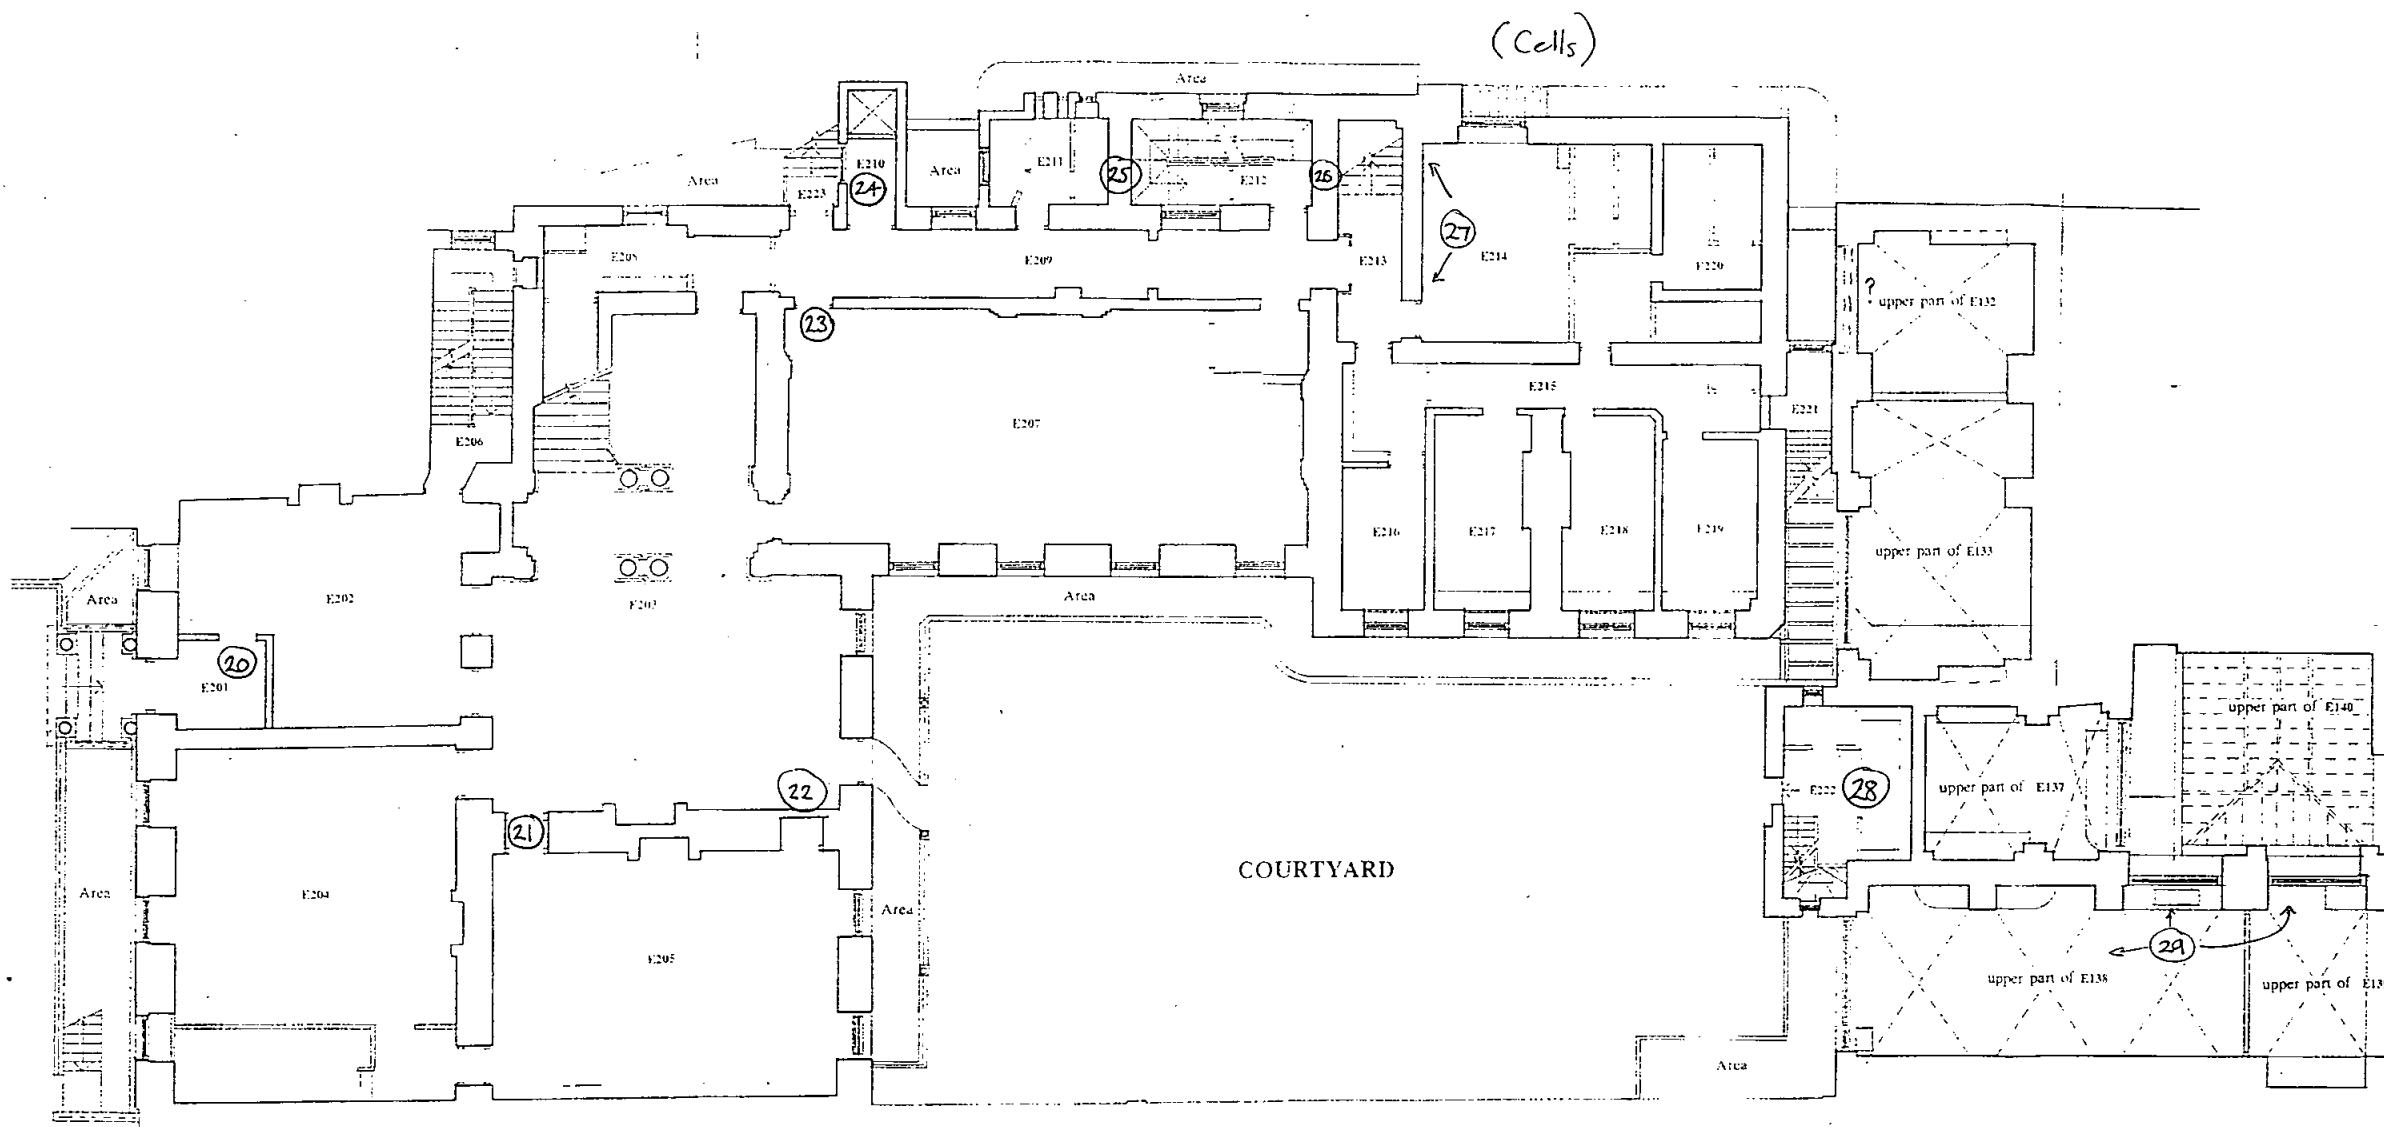 (Cells)
Area
E210
24
E211
25
E212
26
Area
Area
E223
27
E205
E209
E213
E214
E220
?
upper part of E132
23
E215
E221
E206
E207
E216
E217
E218
E219
upper part of E133
Area
E202
E203
Area
20
E201
upper part of E140
22
E222
28
upper part of E137
21
COURTYARD
Area
E204
Area
E205
29
upper part of E138
upper part of E13
Area